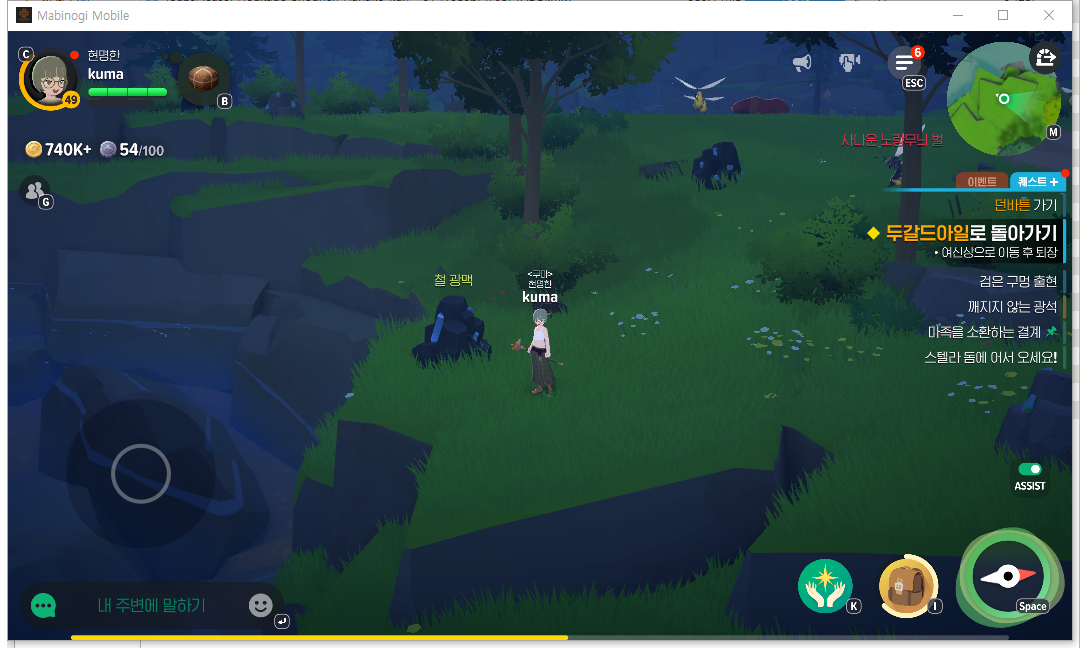 Mabinogi Mobile
C
현명한
kuma
49
B
6
ESC
740K+
54/100
M
사나운 노랑무늬 벌
G
이벤트
퀘스트 +
던바튼 가기
두갈드아일로 돌아가기
• 여신상으로 이동 후 퇴장
검은 구멍 출현
깨지지 않는 광석
마족을 소환하는 결계
스텔라 돔에 어서 오세요!
철 광맥
<구마>
현명한
kuma
ASSIST
내 주변에 말하기
K
I
Space